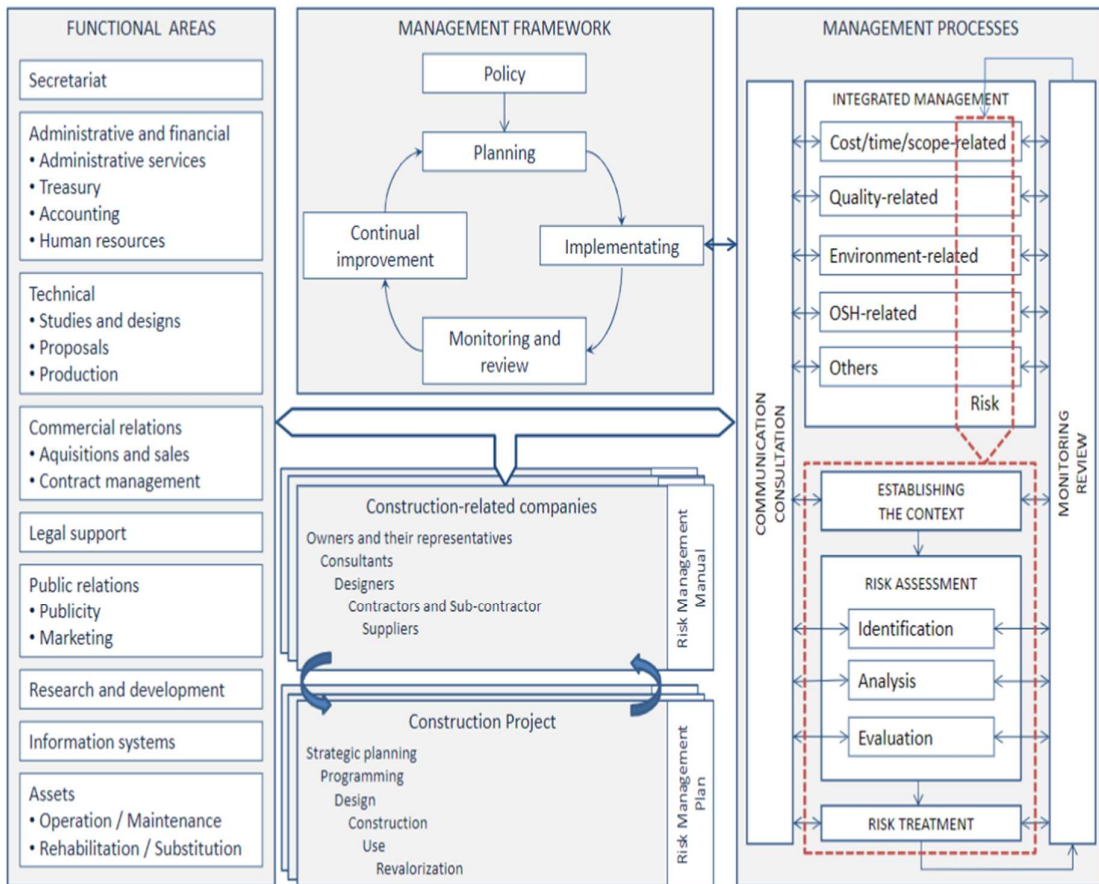 FUNCTIONAL AREAS
Secretariat
Administrative and financial
• Administrative services
• Treasury
• Accounting
• Human resources
Technical
• Studies and designs
• Proposals
• Production
Commercial relations
• Aquisitions and sales
• Contract management
Legal support
Public relations
• Publicity
• Marketing
Research and development
Information systems
Assets
• Operation / Maintenance
• Rehabilitation / Substitution
MANAGEMENT FRAMEWORK
Policy
Planning
Continual
improvement
Implementating
Monitoring and
review
Construction-related companies
Owners and their representatives
Consultants
Designers
Contractors and Sub-contractor
Suppliers
Risk Management
Manual
Construction Project
Strategic planning
Programming
Design
Construction
Use
Revalorization
Risk Management
Plan
MANAGEMENT PROCESSES
COMMUNICATION
CONSULTATION
INTEGRATED MANAGEMENT
Cost/time/scope-related
Quality-related
Environment-related
OSH-related
Others
Risk
ESTABLISHING
THE CONTEXT
RISK ASSESSMENT
Identification
Analysis
Evaluation
RISK TREATMENT
MONITORING
REVIEW